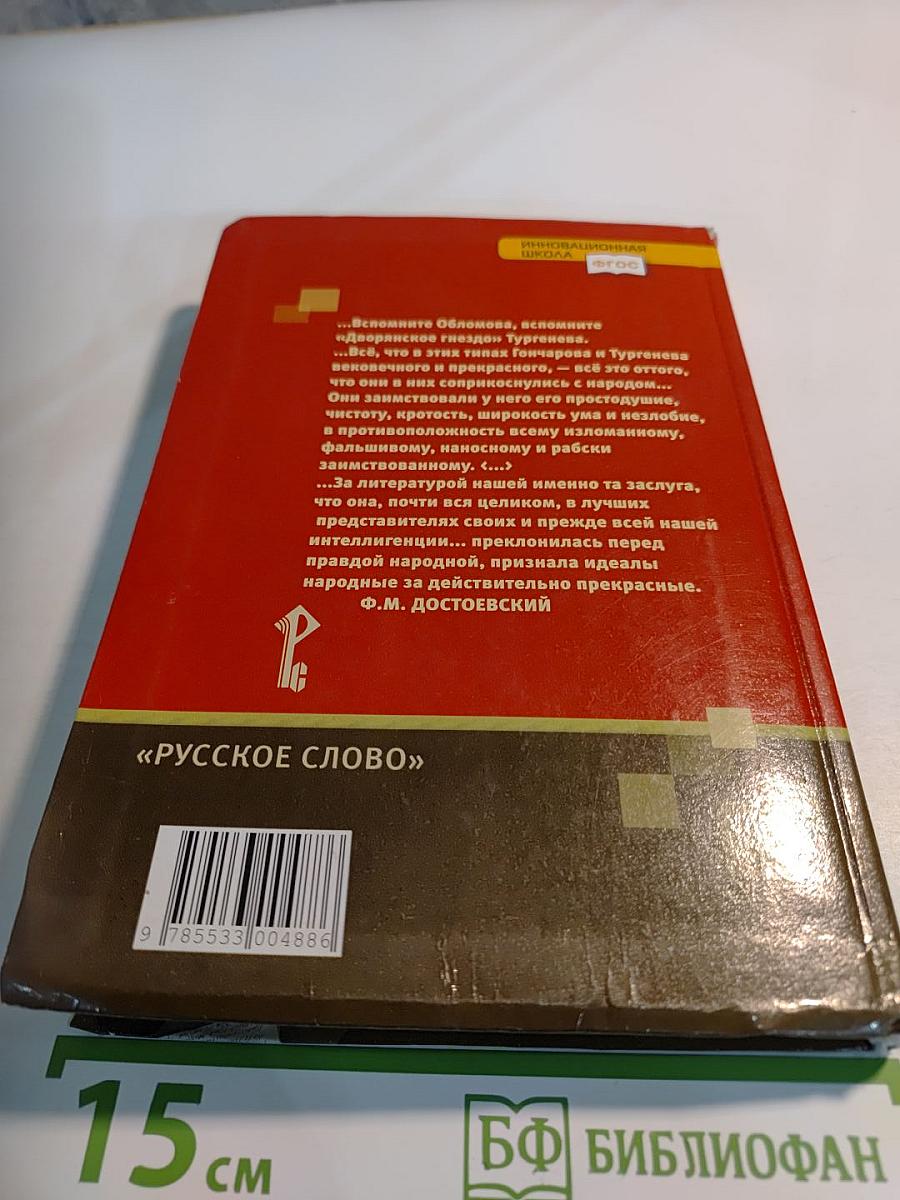 ИННОВАЦИОННАЯ
ШКОЛА
ФГОС
...Вспомните Обломова, вспомните
«Дворянское гнездо» Тургенева.
...Всё, что в этих типах Гончарова и Тургенева
вековечного и прекрасного, — всё это оттого,
что они в них соприкоснулись с народом...
Они заимствовали у него его простодушие,
чистоту, кротость, широкость ума и незлобие,
в противоположность всему изломанному,
фальшивому, наносному и рабски
заимствованному. <...>
...За литературой нашей именно та заслуга,
что она, почти вся целиком, в лучших
представителях своих и прежде всей нашей
интеллигенции... преклонилась перед
правдой народной, признала идеалы
народные за действительно прекрасные.
Ф.М. ДОСТОЕВСКИЙ
РС
«РУССКОЕ СЛОВО»
9 785533 004886
15 см
БФ БИБЛИОФАН